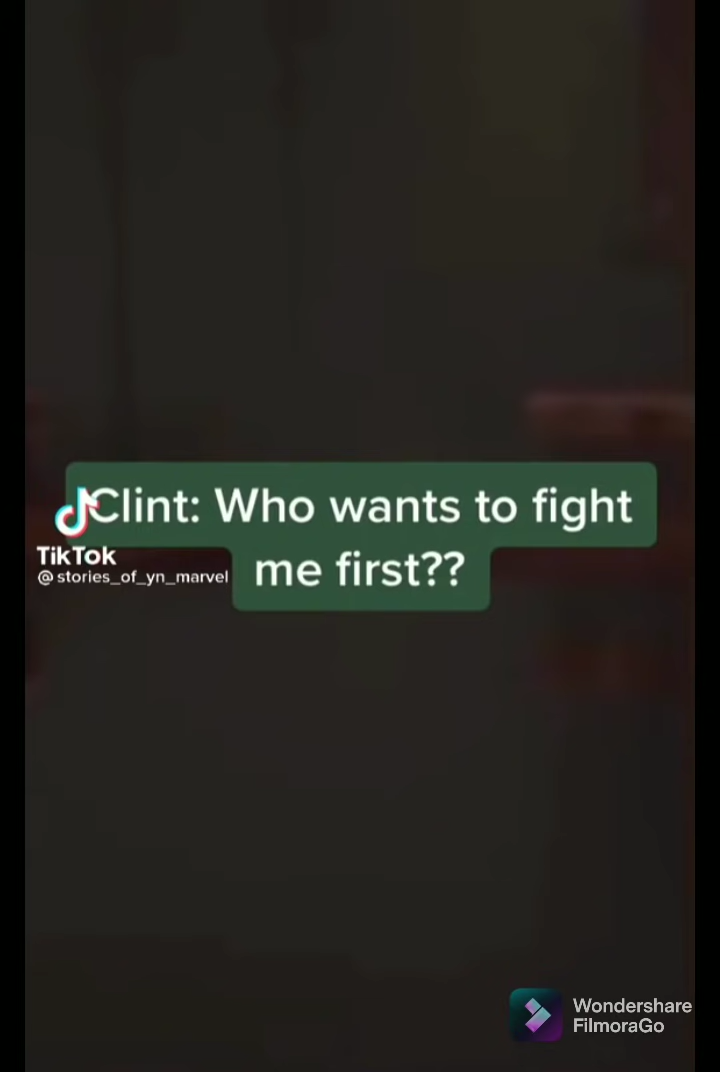 Clint: Who wants to fight
me first??
TikTok
@stories_of_yn_marvel
Wondershare
FilmoraGo